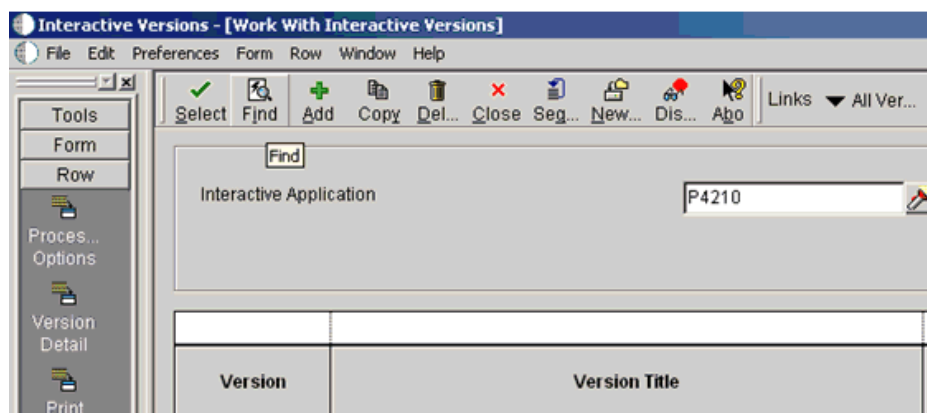 Interactive Versions - [Work With Interactive Versions]
File Edit Preferences Form Row Window Help
Tools
Form
Row
Proces...
Options
Version
Detail
Print
Select Find Add Copy Del... Close Seq... New... Dis... Abo Links All Ver...
Find
Interactive Application P4210
Version Version Title